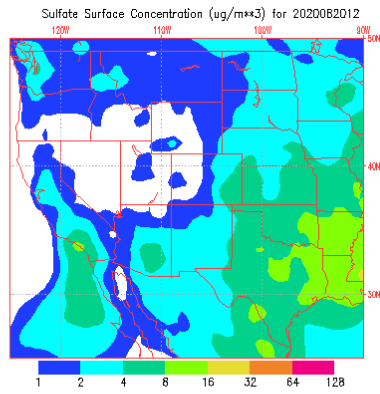 Sulfate Surface Concentration (ug/m**3) for 2020082012
120W 110W 100W 90W
50N
40N
30N
1 2 4 8 16 32 64 128